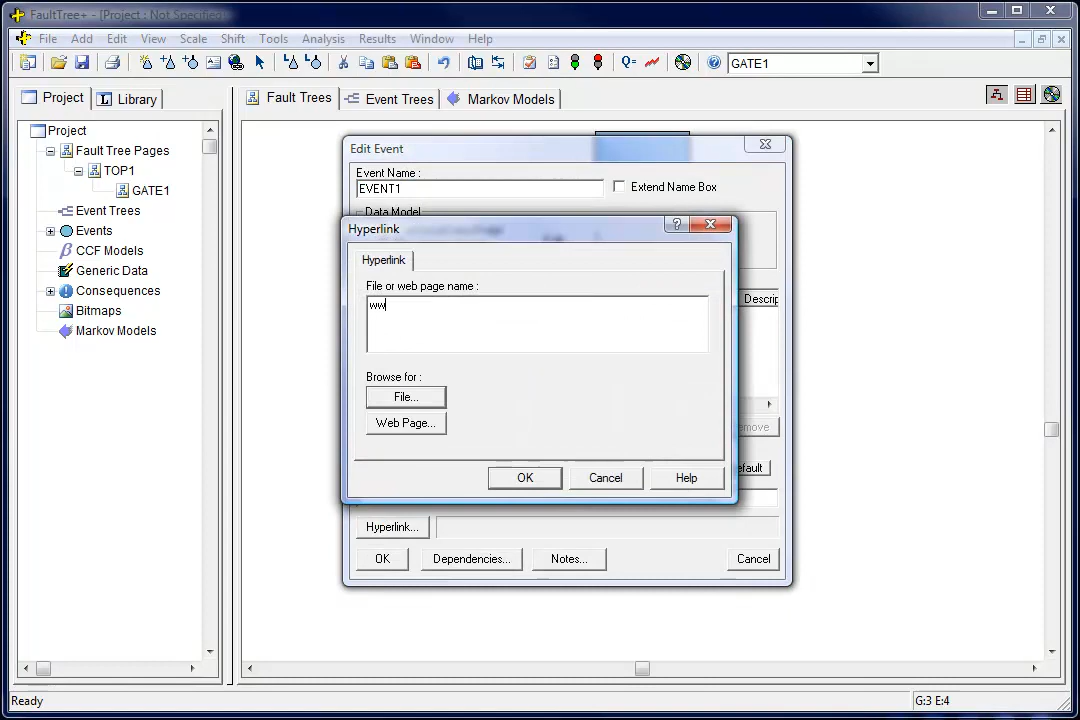 FaultTree+ - [Project : Not Specified]
File Add Edit View Scale Shift Tools Analysis Results Window Help
Q= GATE1
Project Library Fault Trees Event Trees Markov Models
Project
Fault Tree Pages
TOP1
GATE1
Event Trees
Events
CCF Models
Generic Data
Consequences
Bitmaps
Markov Models
Edit Event
Event Name :
EVENT1
Extend Name Box
Data Model
Hyperlink
Hyperlink
File or web page name :
ww
Descrip
Browse for :
File...
Web Page...
emove
efault
OK Cancel Help
Hyperlink...
OK Dependencies... Notes... Cancel
Ready G:3 E:4